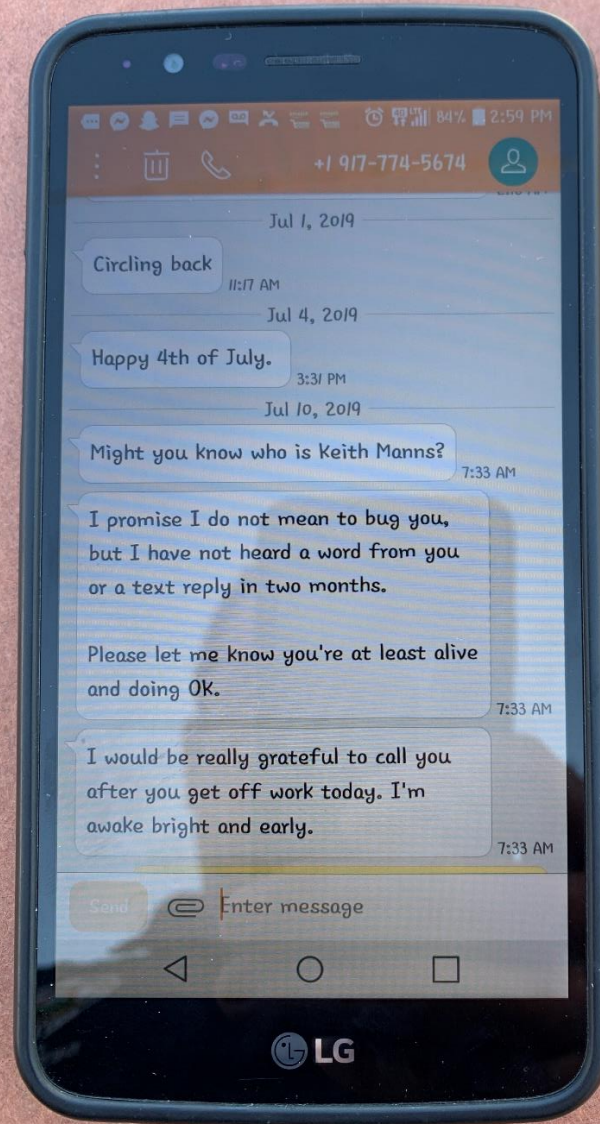 84% 2:59 PM
+1 917-774-5674
Jul 1, 2019
Circling back
11:17 AM
Jul 4, 2019
Happy 4th of July.
3:31 PM
Jul 10, 2019
Might you know who is Keith Manns?
7:33 AM
I promise I do not mean to bug you,
but I have not heard a word from you
or a text reply in two months.
Please let me know you're at least alive
and doing OK.
7:33 AM
I would be really grateful to call you
after you get off work today. I'm
awake bright and early.
7:33 AM
Send
Enter message
LG